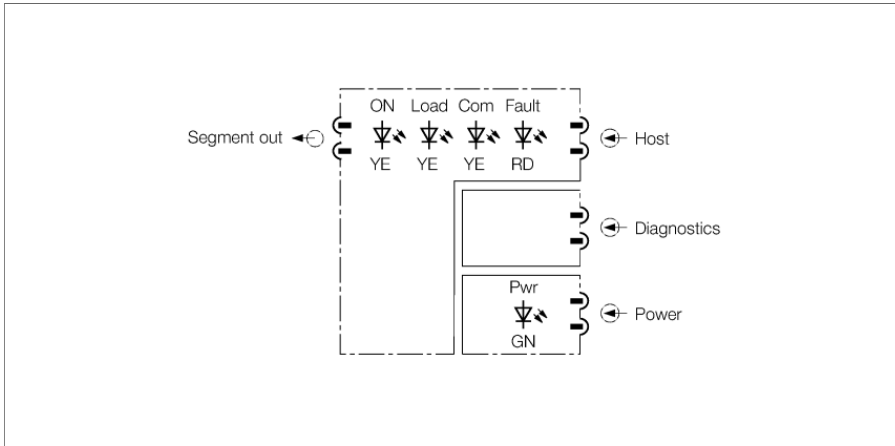 ON Load Com Fault
Segment out
Host
YE YE YE RD
Diagnostics
Pwr
Power
GN